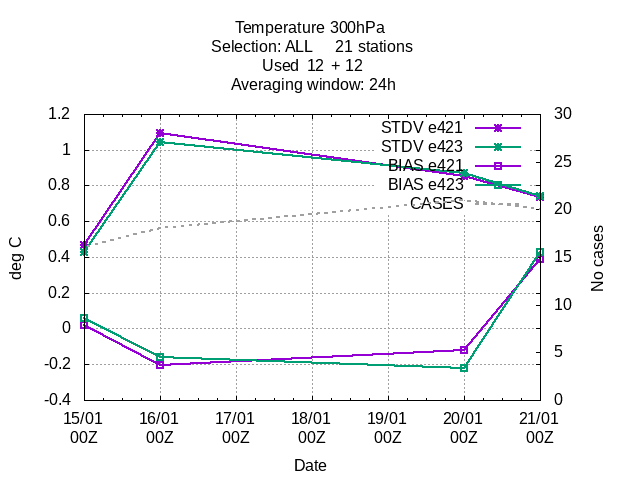 Temperature 300hPa
Selection: ALL     21 stations
Used  12 + 12
Averaging window: 24h
STDV e421
STDV e423
BIAS e421
BIAS e423
CASES
1.2
1
0.8
0.6
0.4
0.2
0
-0.2
-0.4
deg C
30
25
20
15
10
5
0
No cases
15/01 16/01 17/01 18/01 19/01 20/01 21/01
00Z 00Z 00Z 00Z 00Z 00Z 00Z
Date